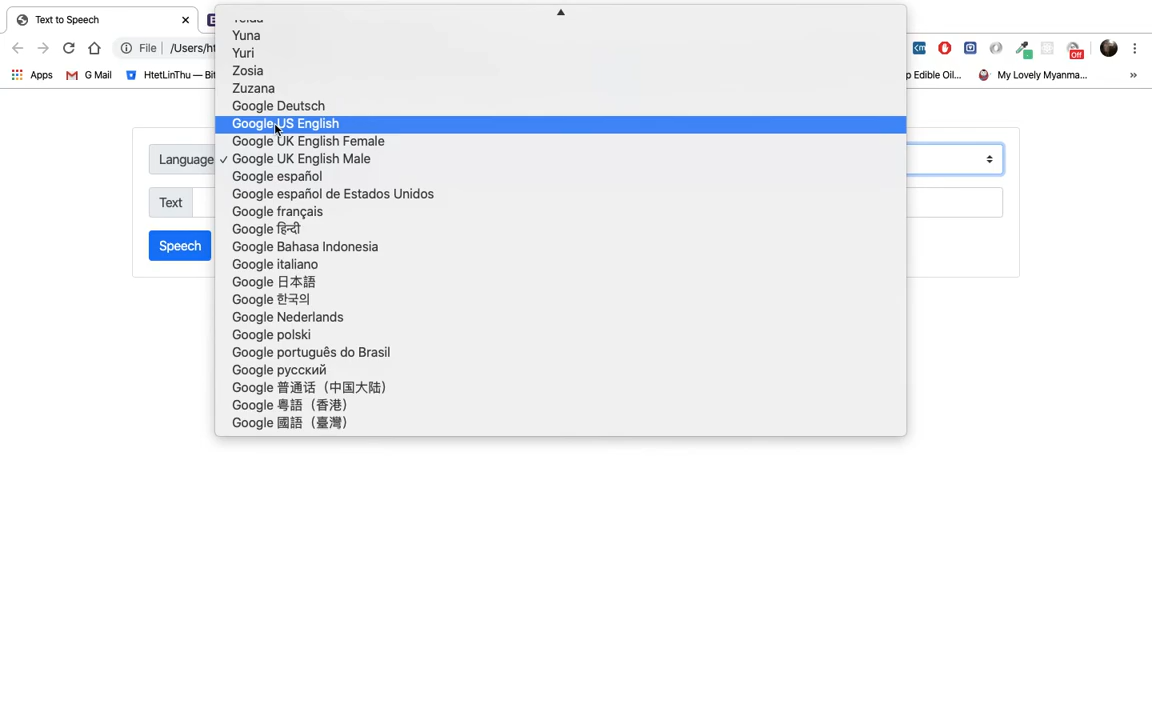 Text to Speech
File
/Users/ht
Apps
G Mail
HtetLinThu — Bit
p Edible Oil...
My Lovely Myanma...
Off
Language
Text
Speech
Yuna
Yuri
Zosia
Zuzana
Google Deutsch
Google US English
Google UK English Female
✓ Google UK English Male
Google español
Google español de Estados Unidos
Google français
Google हिन्दी
Google Bahasa Indonesia
Google italiano
Google 日本語
Google 한국의
Google Nederlands
Google polski
Google português do Brasil
Google русский
Google 普通话（中国大陆）
Google 粤語（香港）
Google 國語（臺灣）